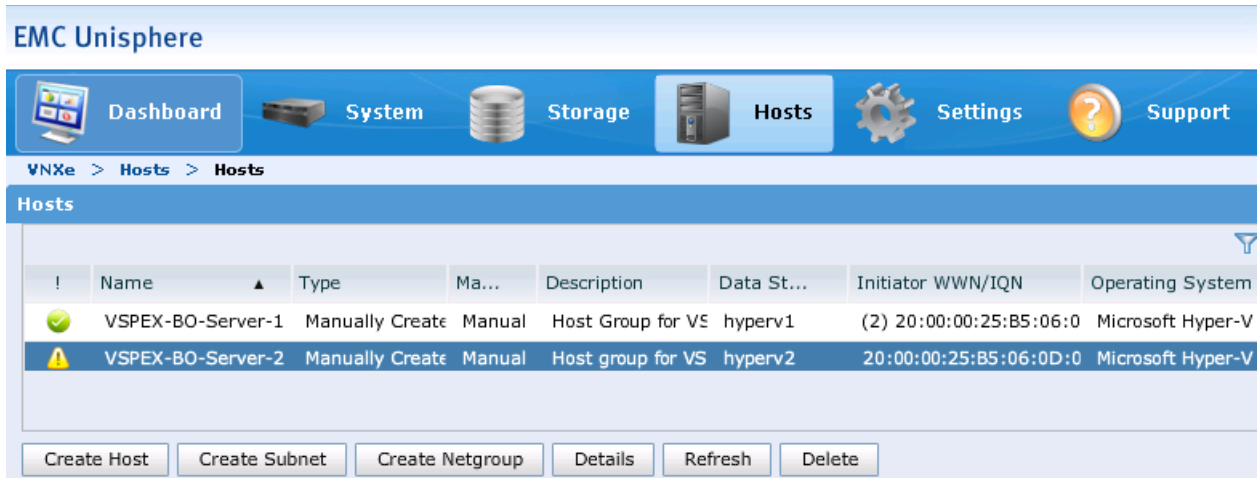 EMC Unisphere
Dashboard System Storage Hosts Settings Support
VNXe > Hosts > Hosts
Hosts
! Name ▲ Type Ma... Description Data St... Initiator WWN/IQN Operating System
VSPEX-BO-Server-1 Manually Create Manual Host Group for VS hyperv1 (2) 20:00:00:25:B5:06:0 Microsoft Hyper-V
VSPEX-BO-Server-2 Manually Create Manual Host group for VS hyperv2 20:00:00:25:B5:06:0D:0 Microsoft Hyper-V
Create Host Create Subnet Create Netgroup Details Refresh Delete